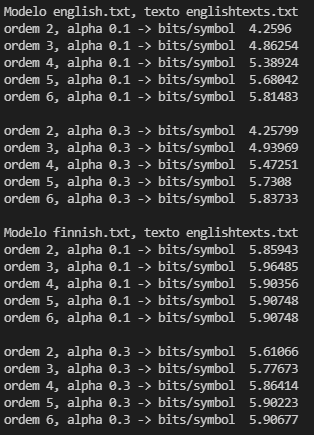 Modelo english.txt, texto englishtexts.txt
ordem 2, alpha 0.1 -> bits/symbol  4.2596
ordem 3, alpha 0.1 -> bits/symbol  4.86254
ordem 4, alpha 0.1 -> bits/symbol  5.38924
ordem 5, alpha 0.1 -> bits/symbol  5.68042
ordem 6, alpha 0.1 -> bits/symbol  5.81483

ordem 2, alpha 0.3 -> bits/symbol  4.25799
ordem 3, alpha 0.3 -> bits/symbol  4.93969
ordem 4, alpha 0.3 -> bits/symbol  5.47251
ordem 5, alpha 0.3 -> bits/symbol  5.7308
ordem 6, alpha 0.3 -> bits/symbol  5.83733

Modelo finnish.txt, texto englishtexts.txt
ordem 2, alpha 0.1 -> bits/symbol  5.85943
ordem 3, alpha 0.1 -> bits/symbol  5.96485
ordem 4, alpha 0.1 -> bits/symbol  5.90356
ordem 5, alpha 0.1 -> bits/symbol  5.90748
ordem 6, alpha 0.1 -> bits/symbol  5.90748

ordem 2, alpha 0.3 -> bits/symbol  5.61066
ordem 3, alpha 0.3 -> bits/symbol  5.77673
ordem 4, alpha 0.3 -> bits/symbol  5.86414
ordem 5, alpha 0.3 -> bits/symbol  5.90223
ordem 6, alpha 0.3 -> bits/symbol  5.90677